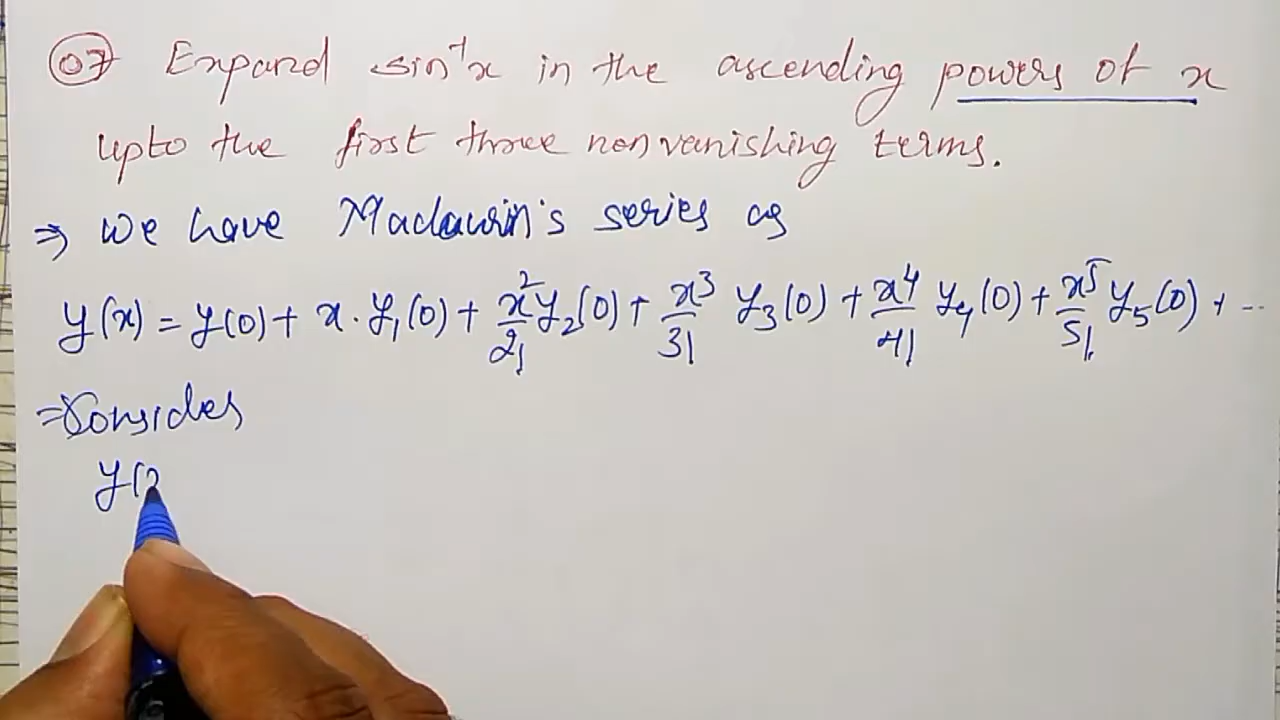 07 Expand sin⁻¹x in the ascending powers of x
upto the first three nonvanishing terms.
⇒ We have Maclaurin's series as
y(x) = y(0) + x · y₁(0) + x²/2! y₂(0) + x³/3! y₃(0) + x⁴/4! y₄(0) + x⁵/5! y₅(0) + ...
⇒ Consider
y(